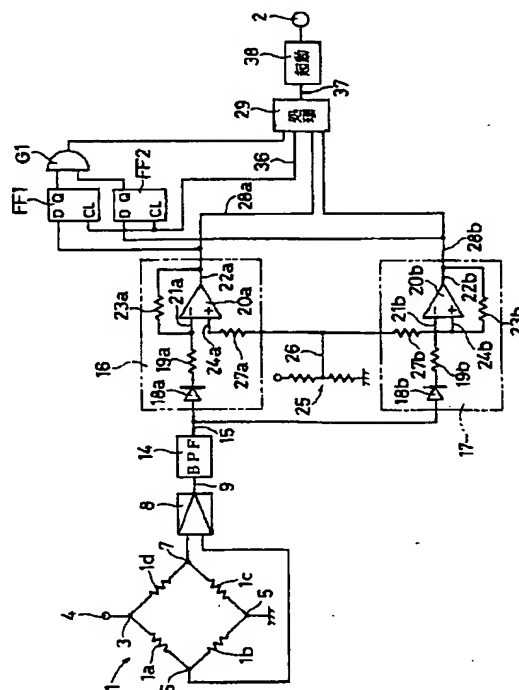 2
起動
38
37
処理
29
G1
FF1
D Q
CL
FF2
D Q
CL
36
28a
28b
16
23a
21a
22a
20a
19a
24a
18a
27a
26
25
27b
21b
20b
22b
18b
19b
24b
23b
17
15
14
BPF
9
8
7
1d
1c
4
3
5
1
1a
1b
6